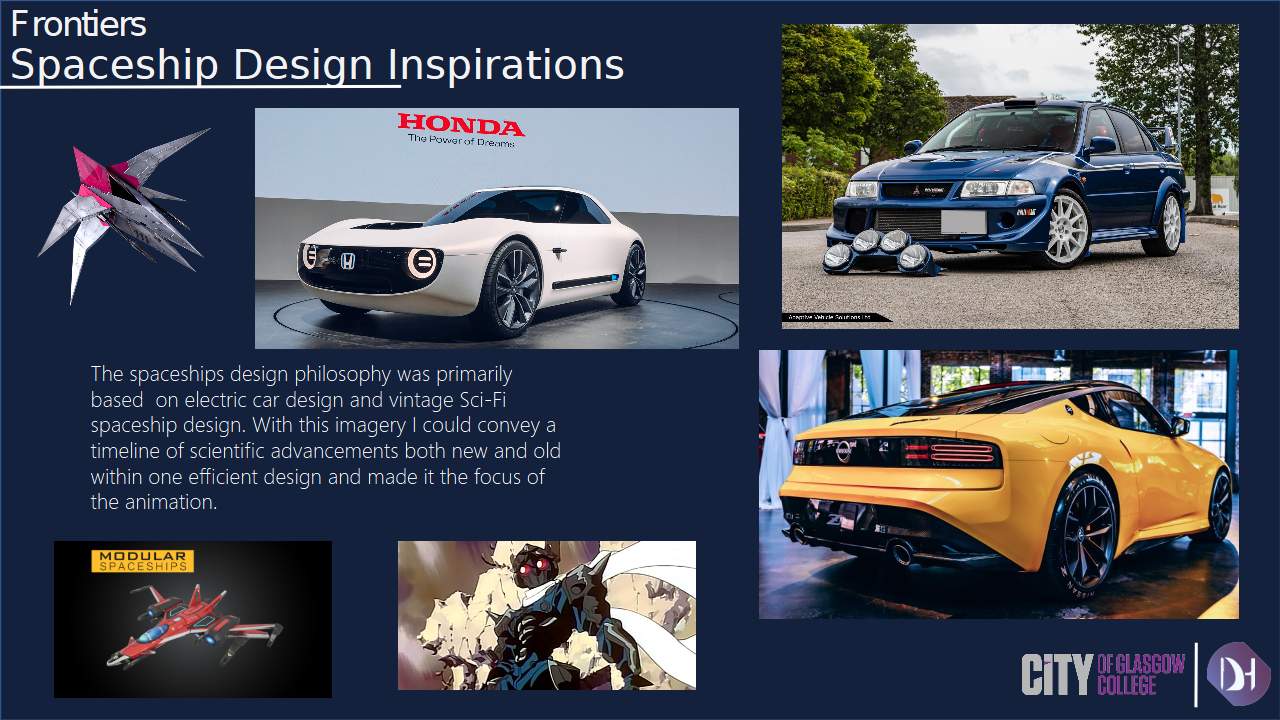 Frontiers
Spaceship Design Inspirations
HONDA
The Power of Dreams
Adaptive Vehicle Solutions Ltd
The spaceships design philosophy was primarily
based  on electric car design and vintage Sci-Fi
spaceship design. With this imagery I could convey a
timeline of scientific advancements both new and old
within one efficient design and made it the focus of
the animation.
MODULAR
SPACESHIPS
NISSAN
CiTY OF GLASGOW
COLLEGE
DH